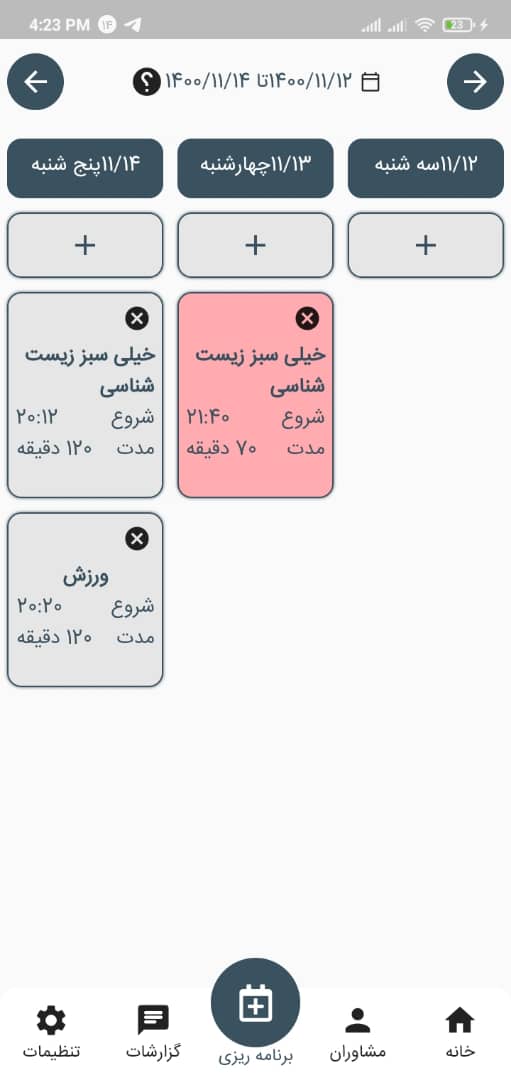 4:23 PM ۱۴ 23
۱۴۰۰/۱۱/۱۲تا ۱۴۰۰/۱۱/۱۴ ؟
۱۱/۱۲سه شنبه
۱۱/۱۳چهارشنبه
۱۱/۱۴پنج شنبه
+ + +
خیلی سبز زیست
شناسی
شروع ۲۱:۴۰
مدت ۷۰ دقیقه
خیلی سبز زیست
شناسی
شروع ۲۰:۱۲
مدت ۱۲۰ دقیقه
ورزش
شروع ۲۰:۲۰
مدت ۱۲۰ دقیقه
خانه
مشاوران
برنامه ریزی
گزارشات
تنظیمات